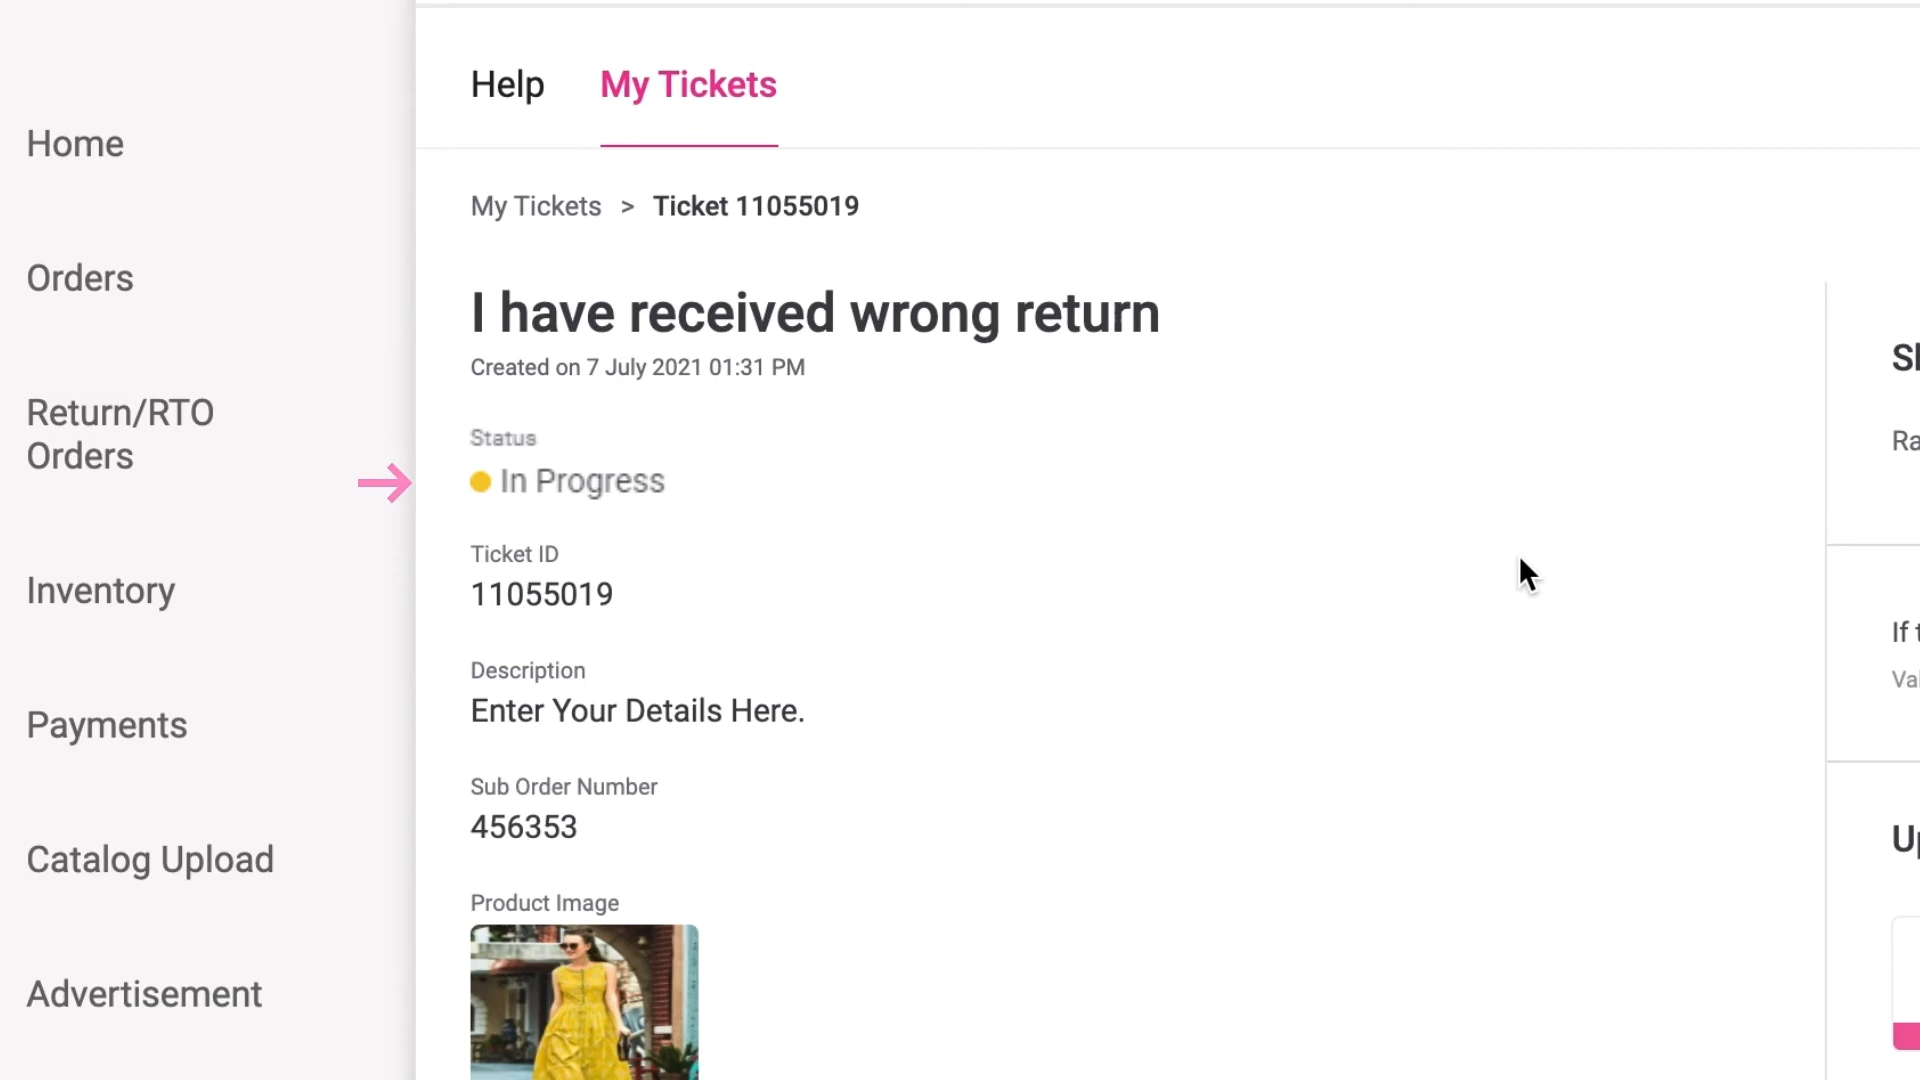 Help My Tickets
Home
Orders
Return/RTO
Orders
Inventory
Payments
Catalog Upload
Advertisement
My Tickets > Ticket 11055019
I have received wrong return
Created on 7 July 2021 01:31 PM
Status
In Progress
Ticket ID
11055019
Description
Enter Your Details Here.
Sub Order Number
456353
Product Image
If